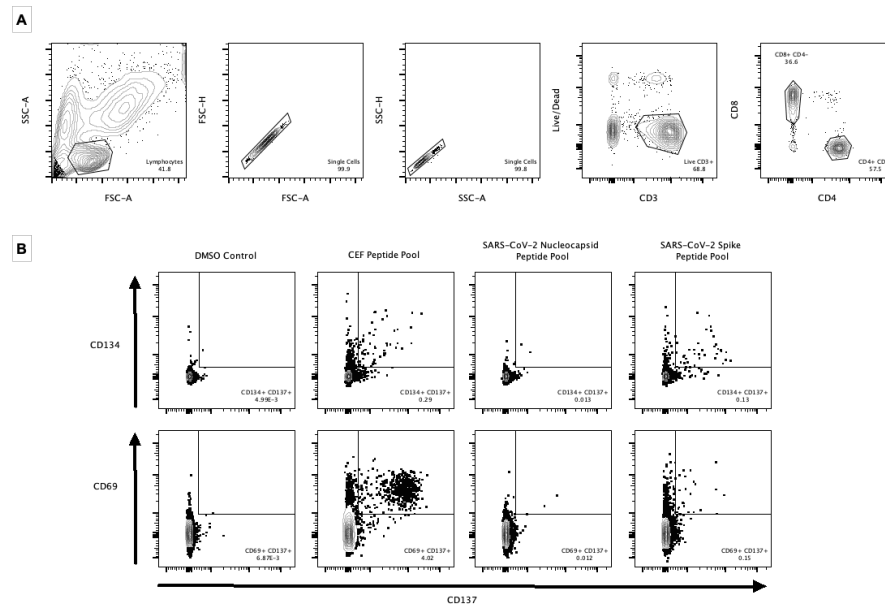 A
SSC-A
FSC-A
Lymphocytes
41.8
FSC-H
FSC-A
Single Cells
99.9
SSC-H
SSC-A
Single Cells
99.8
Live/Dead
CD3
Live CD3+
68.8
CD8
CD4
CD8+ CD4-
36.6
CD4+ CD
57.5
B
DMSO Control
CEF Peptide Pool
SARS-CoV-2 Nucleocapsid
Peptide Pool
SARS-CoV-2 Spike
Peptide Pool
CD134
CD134+ CD137+
4.99E-3
CD134+ CD137+
0.29
CD134+ CD137+
0.013
CD134+ CD137+
0.13
CD69
CD69+ CD137+
6.87E-3
CD69+ CD137+
4.02
CD69+ CD137+
0.012
CD69+ CD137+
0.15
CD137